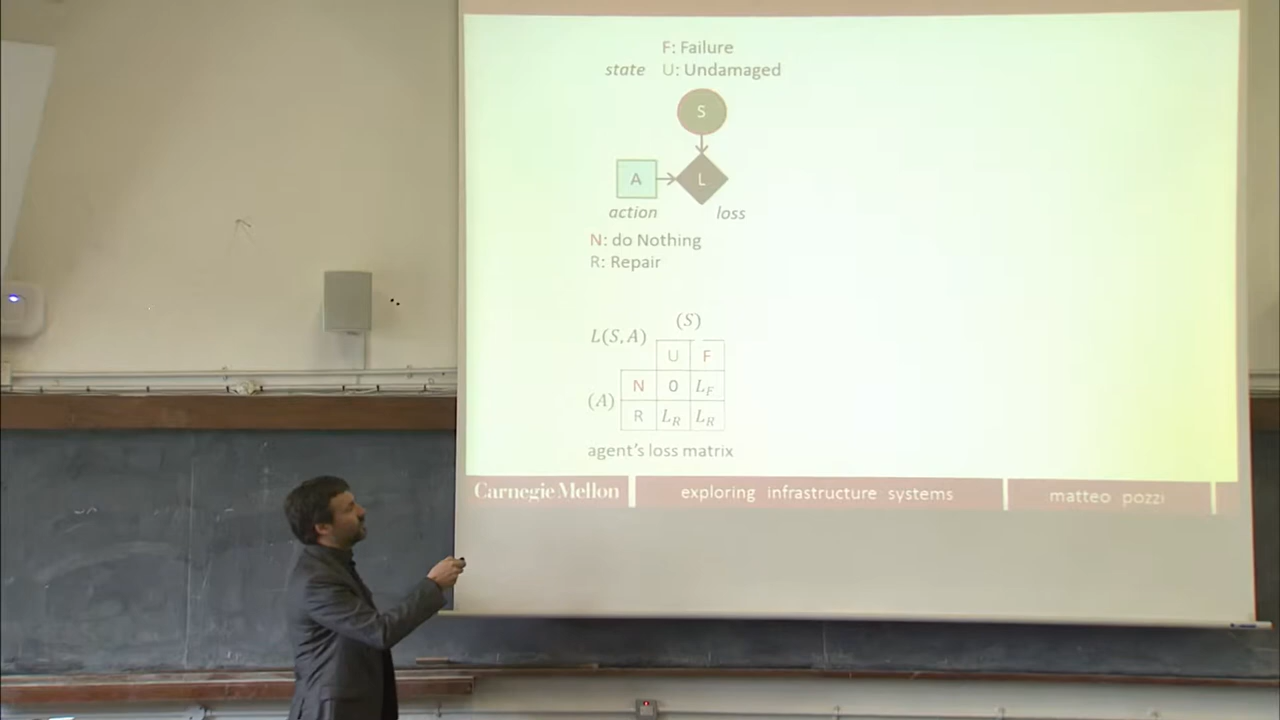 F: Failure
state U: Undamaged
S
A L
action loss
N: do Nothing
R: Repair
(S)
L(S, A)
U F
N 0 L_F
(A)
R L_R L_R
agent's loss matrix
Carnegie Mellon exploring infrastructure systems matteo pozzi